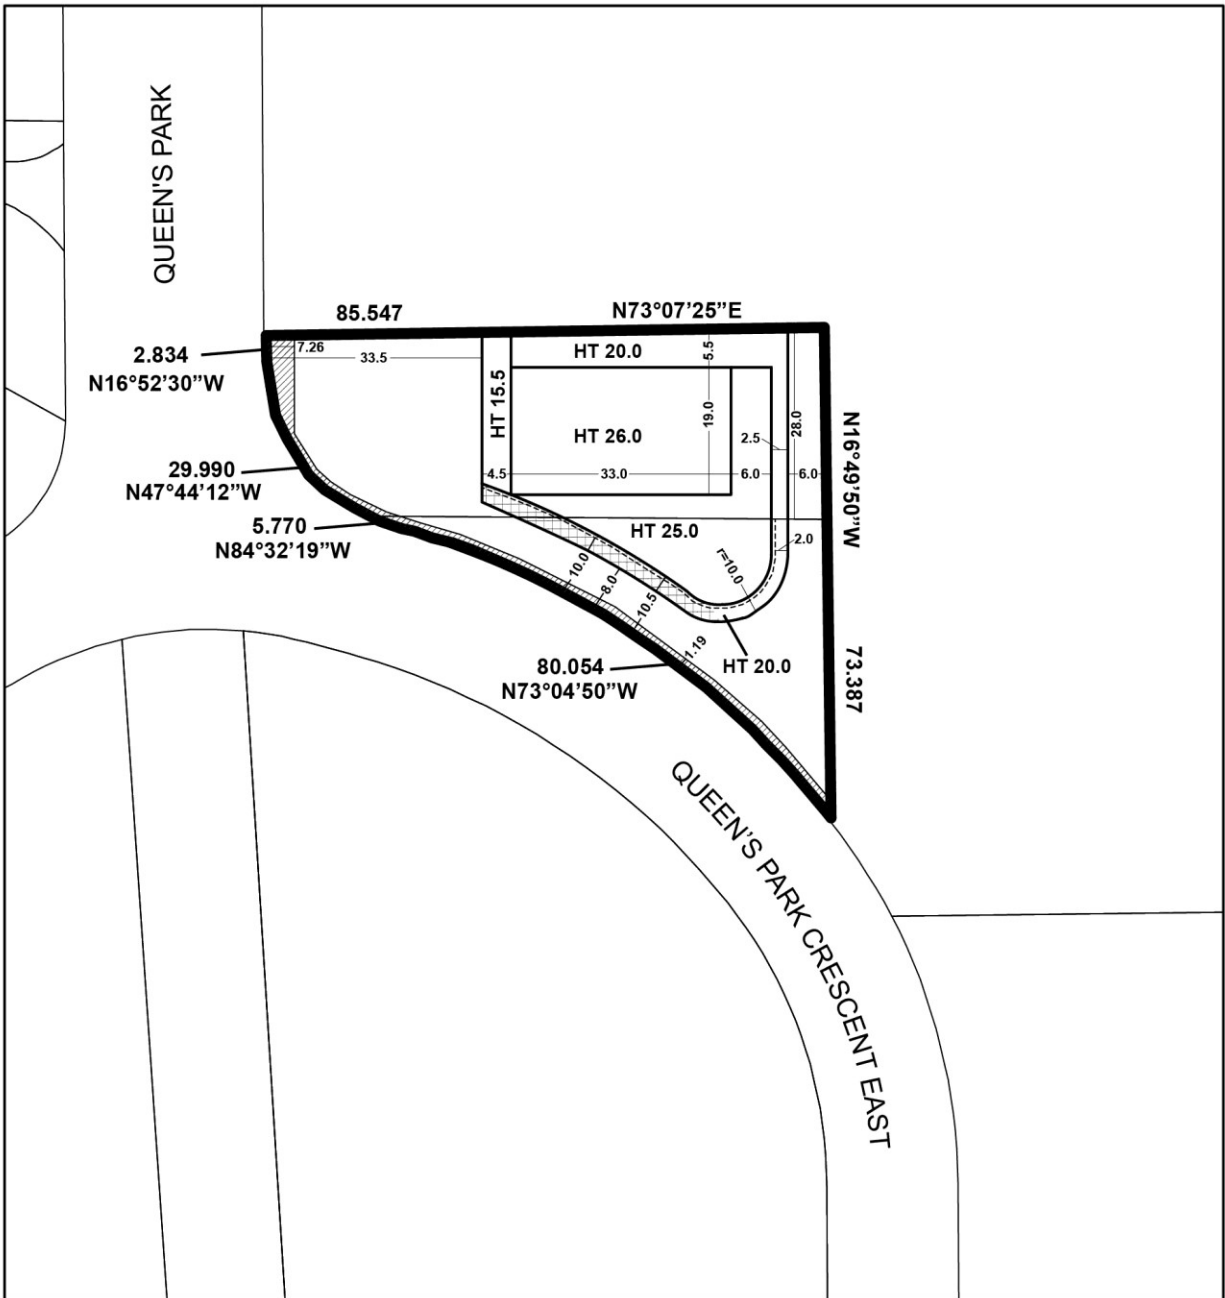 QUEEN'S PARK
85.547
N73°07'25"E
2.834
N16°52'30"W
7.26
33.5
HT 15.5
HT 20.0
5.5
19.0
HT 26.0
28.0
2.5
4.5
33.0
6.0
6.0
N16°49'50"W
29.990
N47°44'12"W
5.770
N84°32'19"W
HT 25.0
2.0
r=10.0
10.0
8.0
10.5
1.19
HT 20.0
80.054
N73°04'50"W
73.387
QUEEN'S PARK CRESCENT EAST